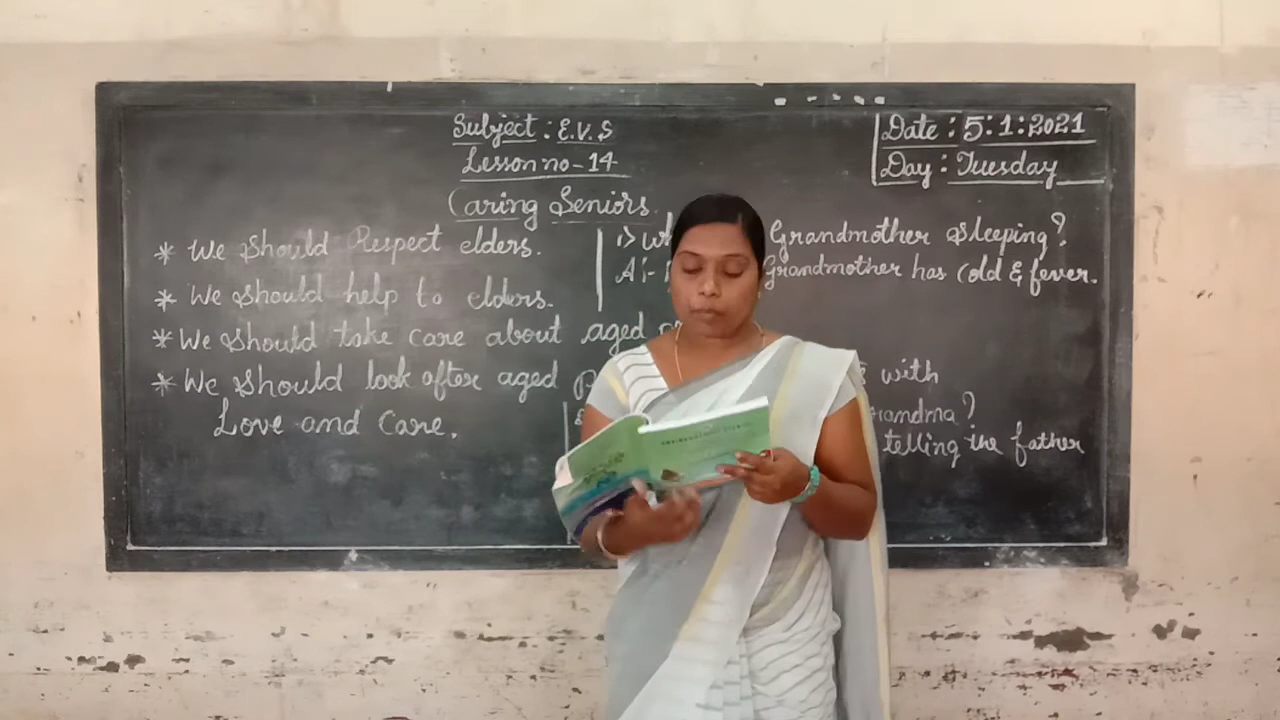 Subject : E.V.S
Lesson no - 14
Caring Seniors.
Date : 5:1:2021
Day : Tuesday
* We should Respect elders.
* We should help to elders.
* We should take care about aged
* We should look after aged
Love and Care.
1> Grandmother sleeping?
A:- Grandmother has cold & fever.
with
Grandma?
telling the father